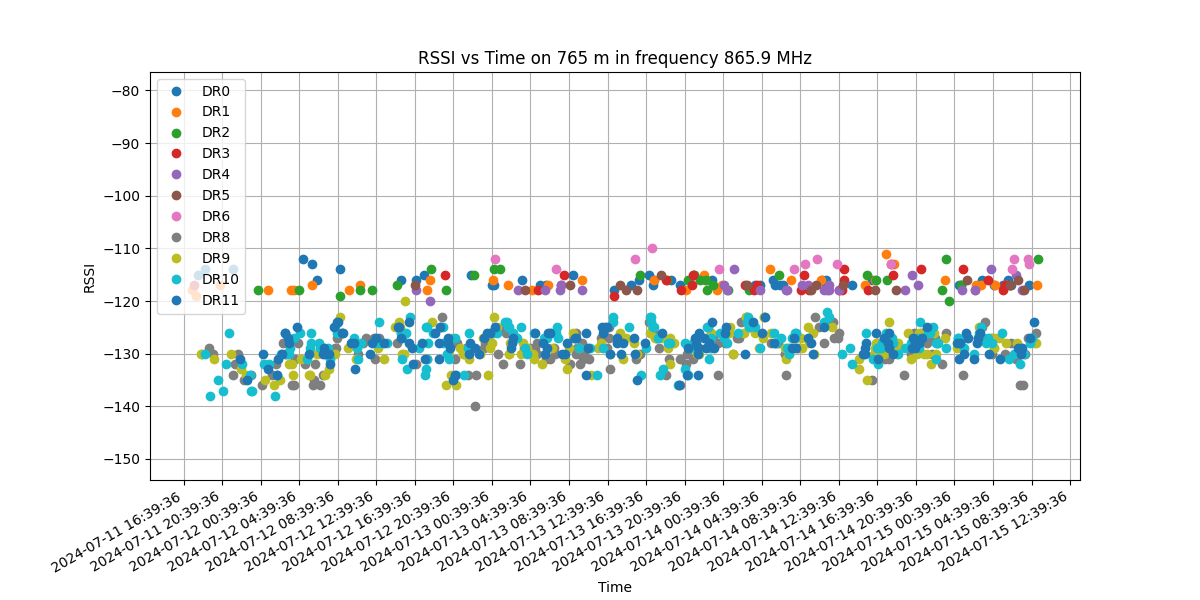 RSSI vs Time on 765 m in frequency 865.9 MHz
DR0
DR1
DR2
DR3
DR4
DR5
DR6
DR8
DR9
DR10
DR11
RSSI
−80
−90
−100
−110
−120
−130
−140
−150
2024-07-11 16:39:36
2024-07-11 20:39:36
2024-07-12 00:39:36
2024-07-12 04:39:36
2024-07-12 08:39:36
2024-07-12 12:39:36
2024-07-12 16:39:36
2024-07-12 20:39:36
2024-07-13 00:39:36
2024-07-13 04:39:36
2024-07-13 08:39:36
2024-07-13 12:39:36
2024-07-13 16:39:36
2024-07-13 20:39:36
2024-07-14 00:39:36
2024-07-14 04:39:36
2024-07-14 08:39:36
2024-07-14 12:39:36
2024-07-14 16:39:36
2024-07-14 20:39:36
2024-07-15 00:39:36
2024-07-15 04:39:36
2024-07-15 08:39:36
2024-07-15 12:39:36
Time